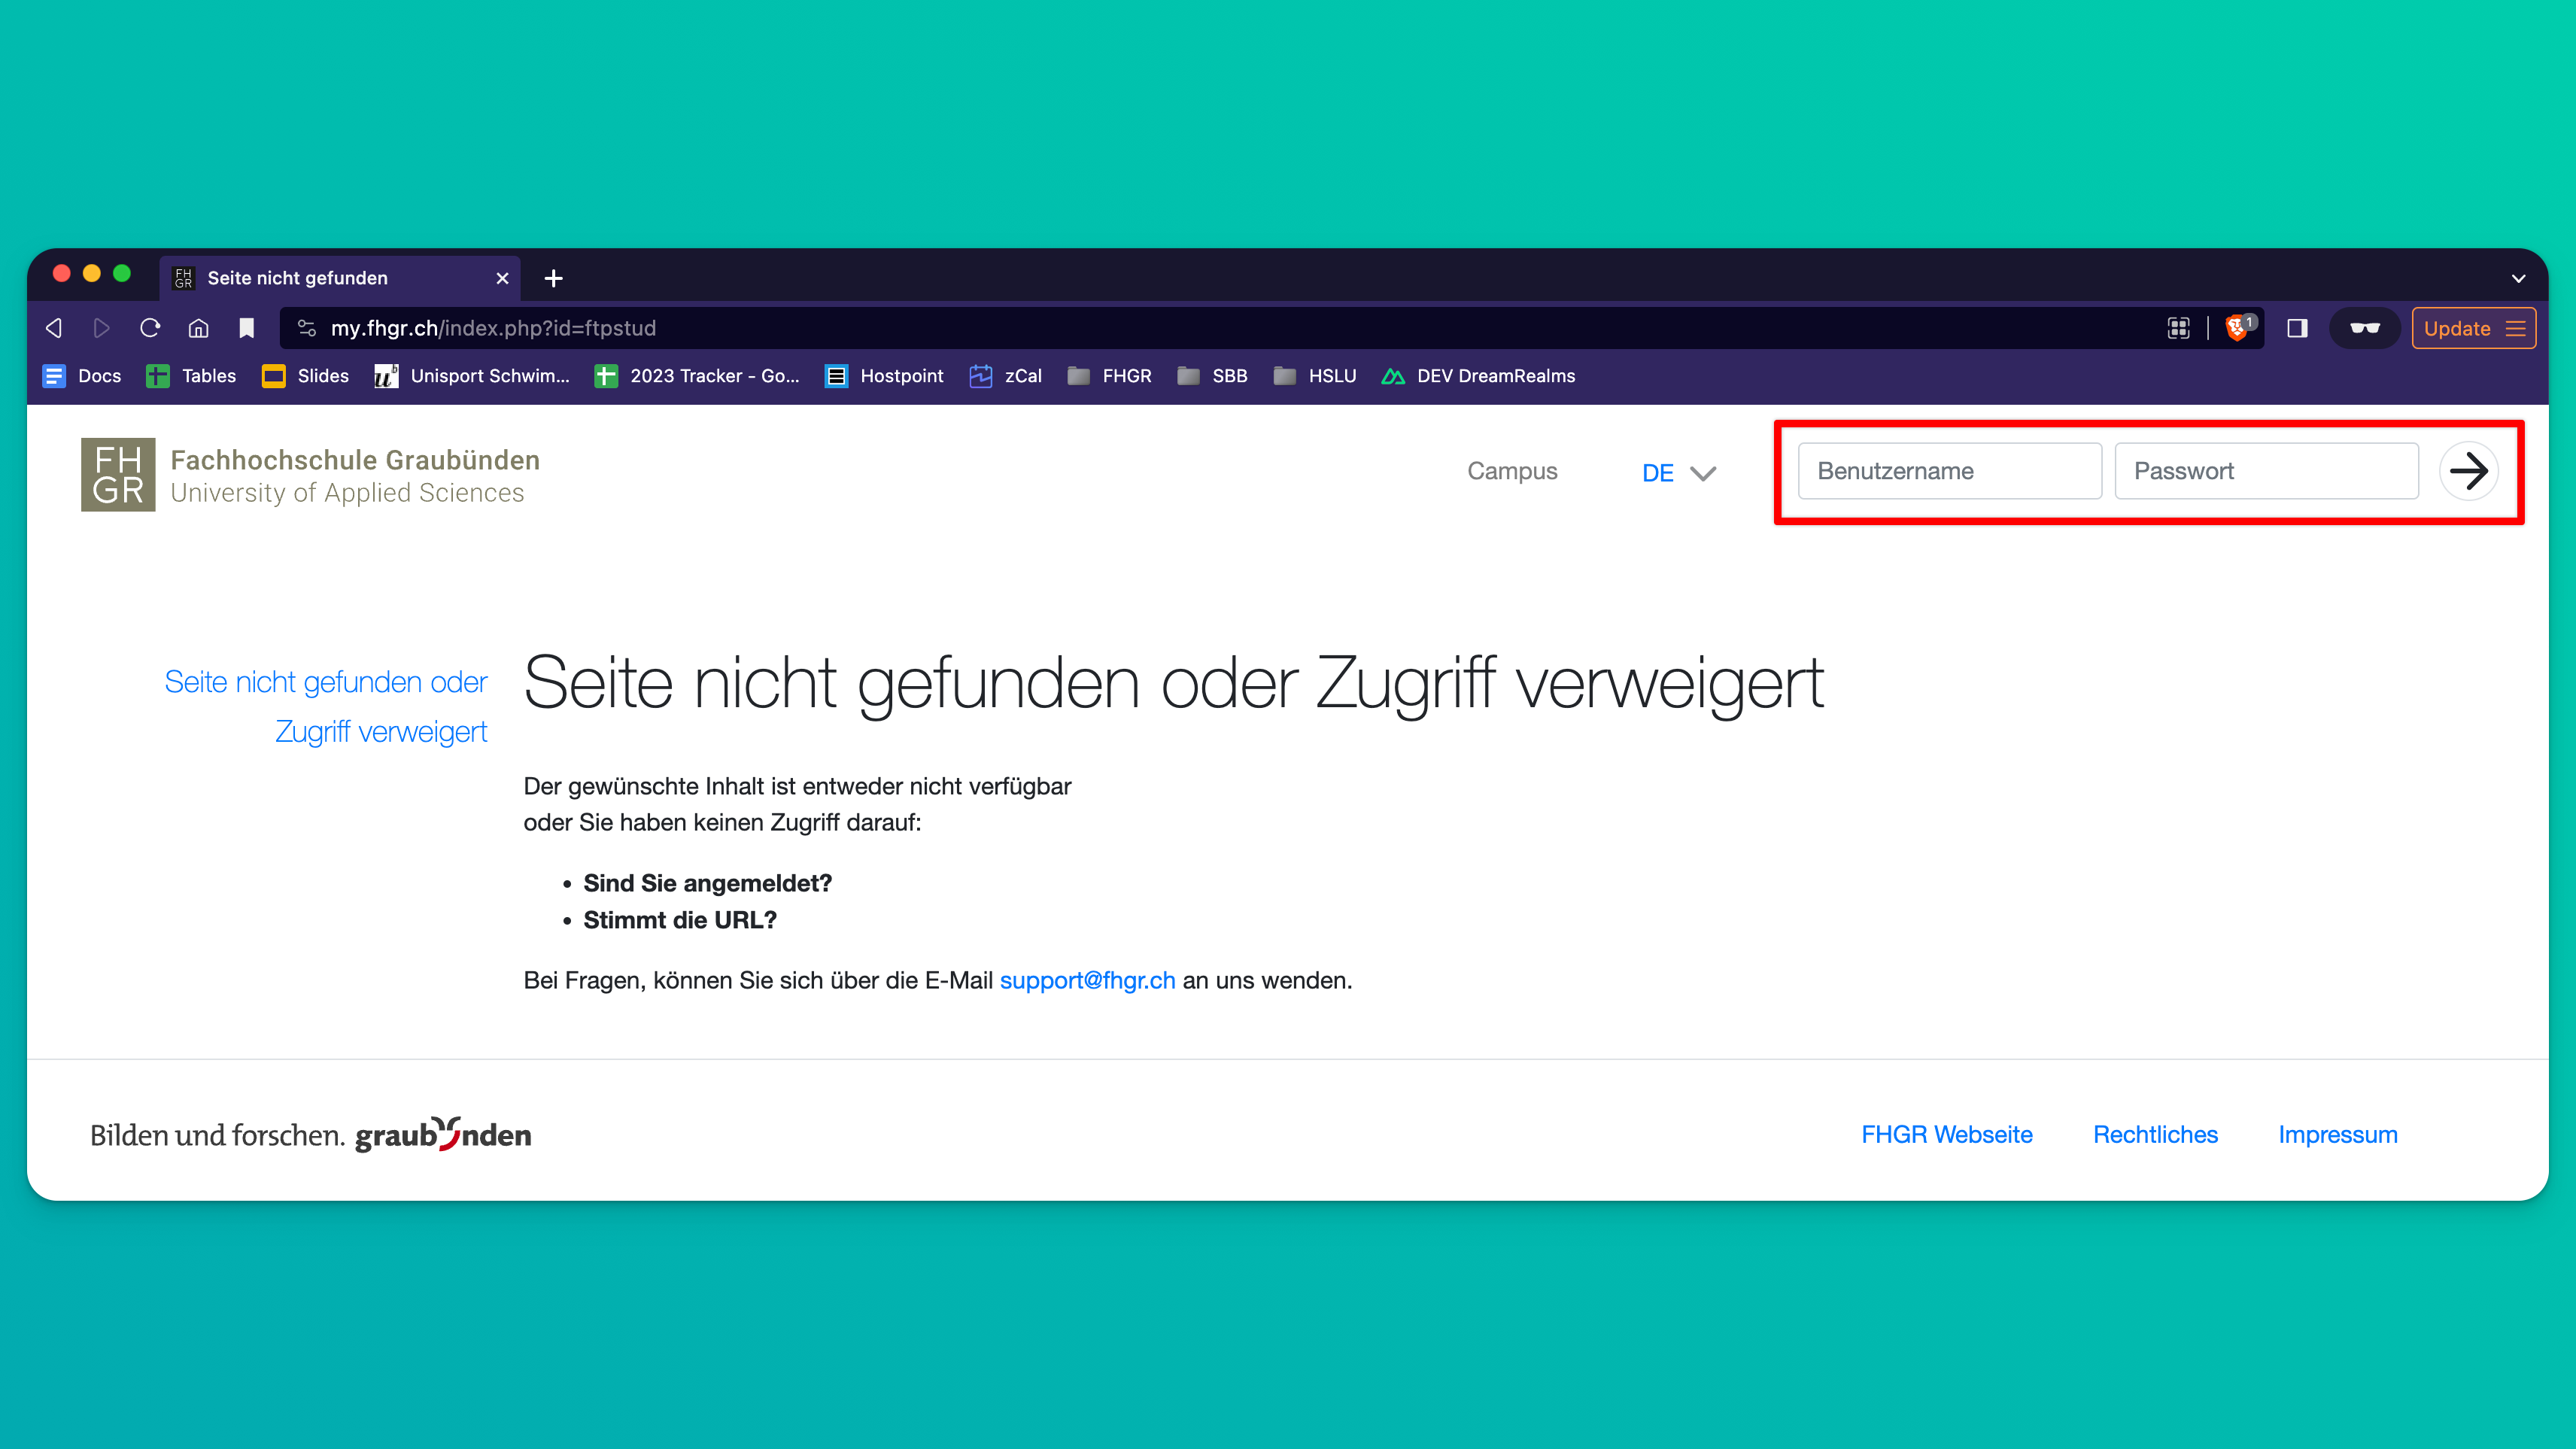 Seite nicht gefunden
my.fhgr.ch/index.php?id=ftpstud
1
Update
Docs
Tables
Slides
Unisport Schwim...
2023 Tracker - Go...
Hostpoint
zCal
FHGR
SBB
HSLU
DEV DreamRealms
FH
GR
Fachhochschule Graubünden
University of Applied Sciences
Campus
DE
Benutzername
Passwort
Seite nicht gefunden oder
Zugriff verweigert
Seite nicht gefunden oder Zugriff verweigert
Der gewünschte Inhalt ist entweder nicht verfügbar
oder Sie haben keinen Zugriff darauf:
• Sind Sie angemeldet?
• Stimmt die URL?
Bei Fragen, können Sie sich über die E-Mail support@fhgr.ch an uns wenden.
Bilden und forschen. graubünden
FHGR Webseite
Rechtliches
Impressum